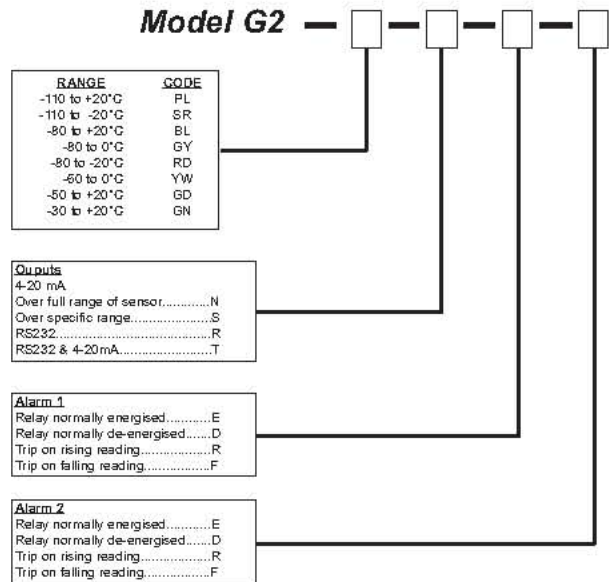 Model G2
RANGE CODE
-110 to +20°C PL
-110 to -20°C SR
-80 to +20°C BL
-80 to 0°C GY
-80 to -20°C RD
-60 to 0°C YW
-50 to +20°C GD
-30 to +20°C GN
Ouputs
4-20 mA
Over full range of sensor.............N
Over specific range.....................S
RS232.......................................R
RS232 & 4-20mA.......................T
Alarm 1
Relay normally energised...........E
Relay normally de-energised......D
Trip on rising reading.................R
Trip on falling reading................F
Alarm 2
Relay normally energised...........E
Relay normally de-energised......D
Trip on rising reading.................R
Trip on falling reading................F